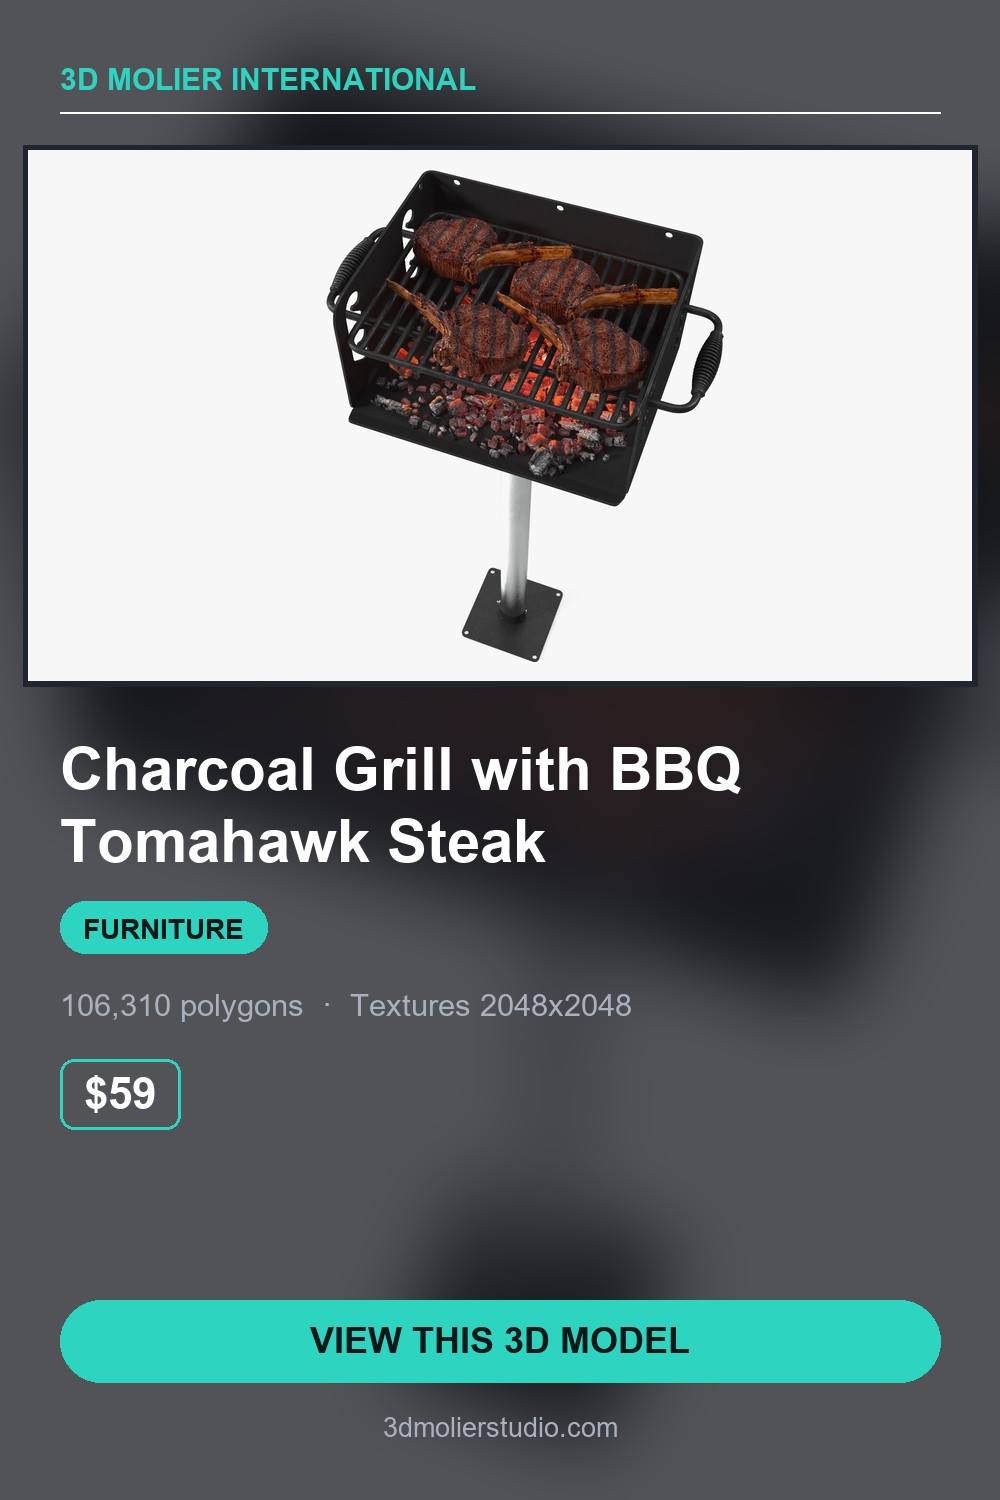 3D MOLIER INTERNATIONAL
Charcoal Grill with BBQ
Tomahawk Steak
FURNITURE
106,310 polygons · Textures 2048x2048
$59
VIEW THIS 3D MODEL
3dmolierstudio.com